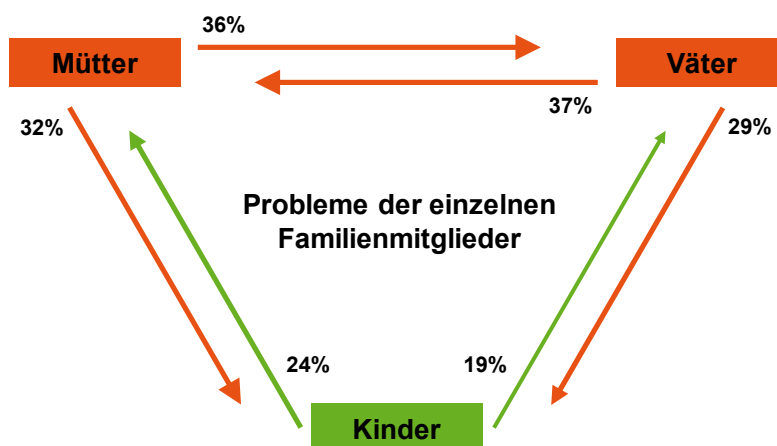 36%
Mütter
Väter
37%
32%
29%
Probleme der einzelnen
Familienmitglieder
24%
19%
Kinder